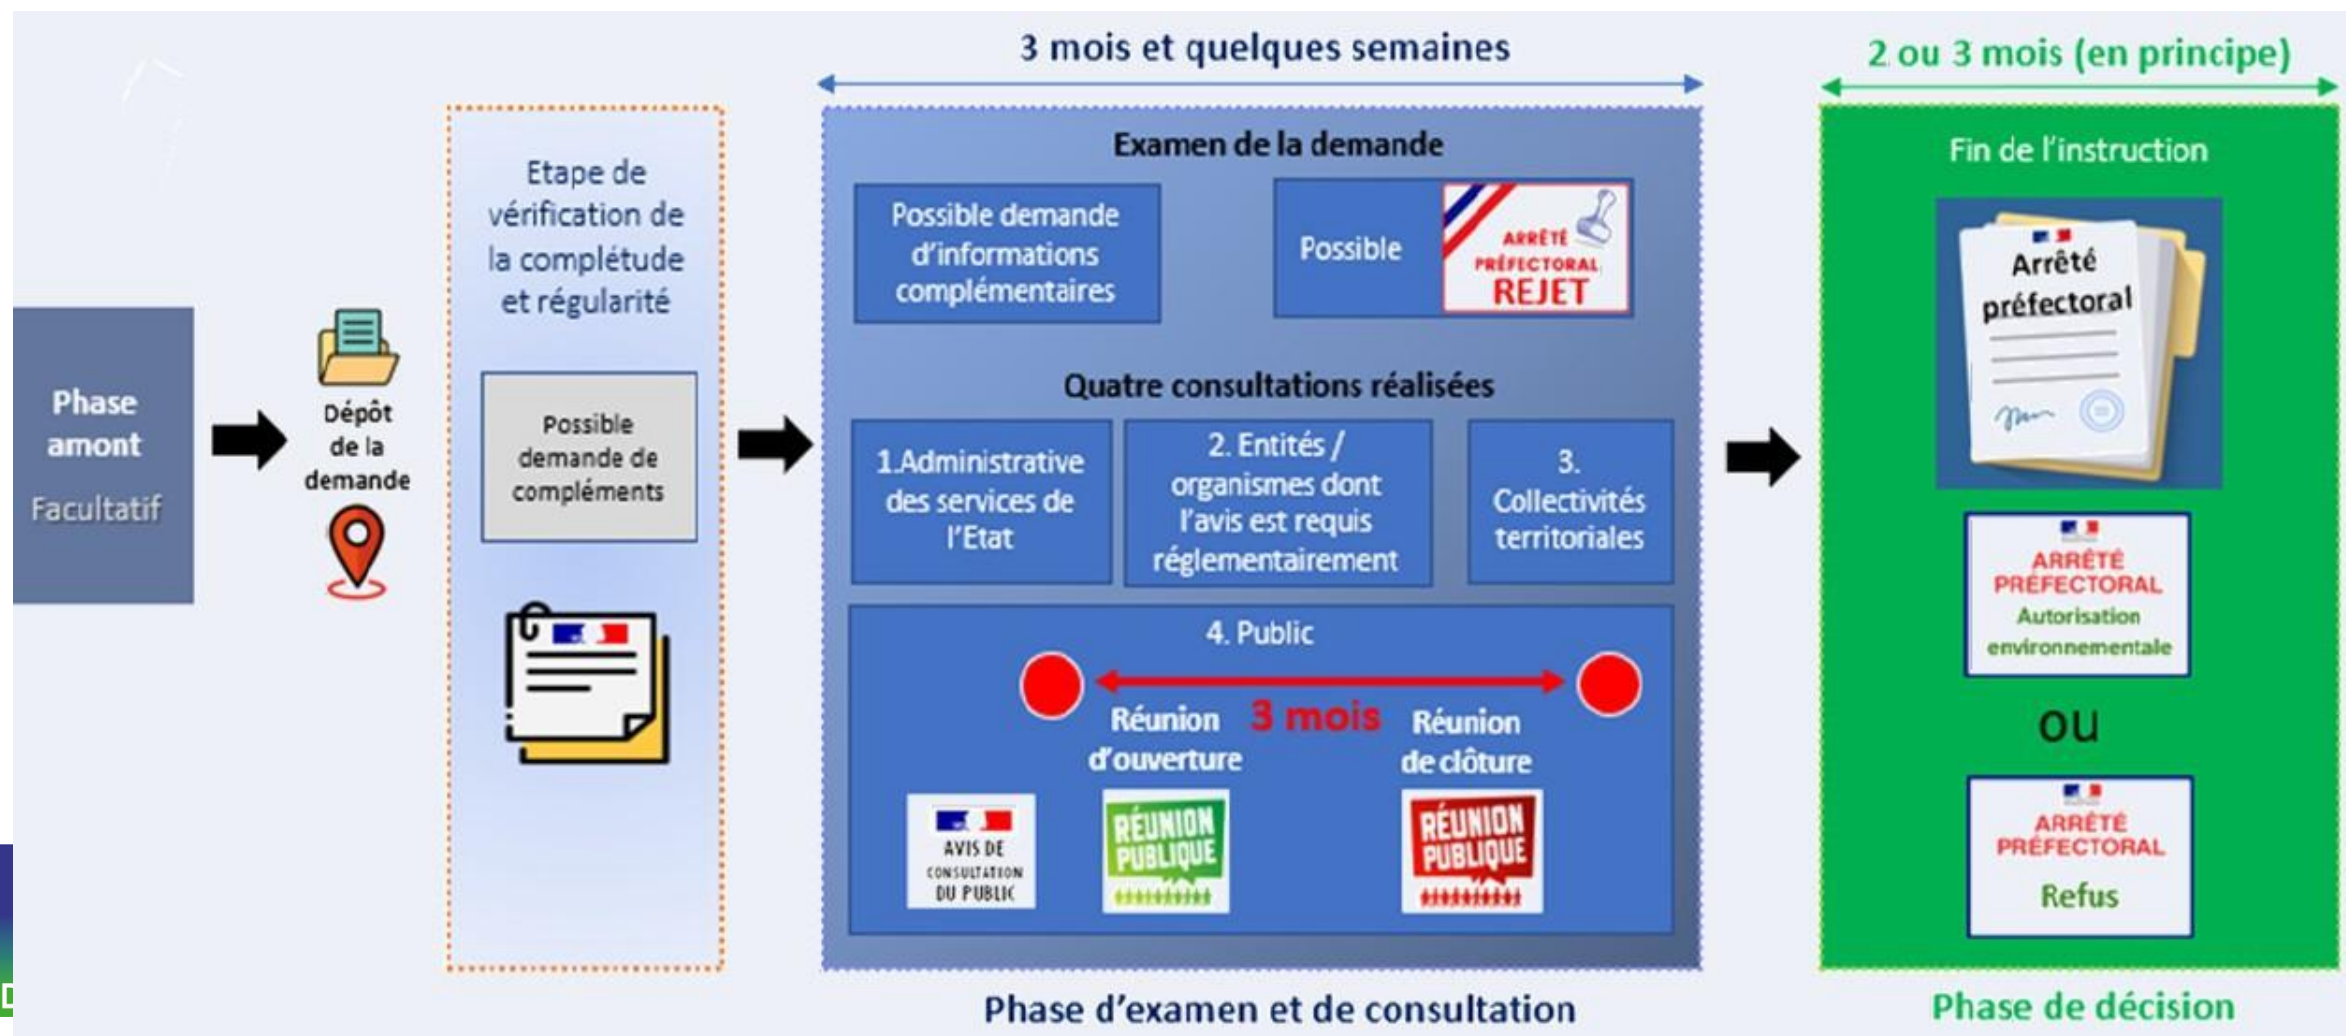 Phase
amont
Facultatif
Dépôt
de la
demande
Etape de
vérification de
la complétude
et régularité
Possible
demande de
compléments
3 mois et quelques semaines
Examen de la demande
Possible demande
d'informations
complémentaires
Possible
ARRÊTÉ
PRÉFECTORAL
REJET
Quatre consultations réalisées
1.Administrative
des services de
l'Etat
2. Entités /
organismes dont
l'avis est requis
réglementairement
3.
Collectivités
territoriales
4. Public
3 mois
Réunion
d'ouverture
Réunion
de clôture
AVIS DE
CONSULTATION
DU PUBLIC
RÉUNION
PUBLIQUE
RÉUNION
PUBLIQUE
Phase d'examen et de consultation
2 ou 3 mois (en principe)
Fin de l'instruction
Arrêté
préfectoral
ARRÊTÉ
PRÉFECTORAL
Autorisation
environnementale
ou
ARRÊTÉ
PRÉFECTORAL
Refus
Phase de décision